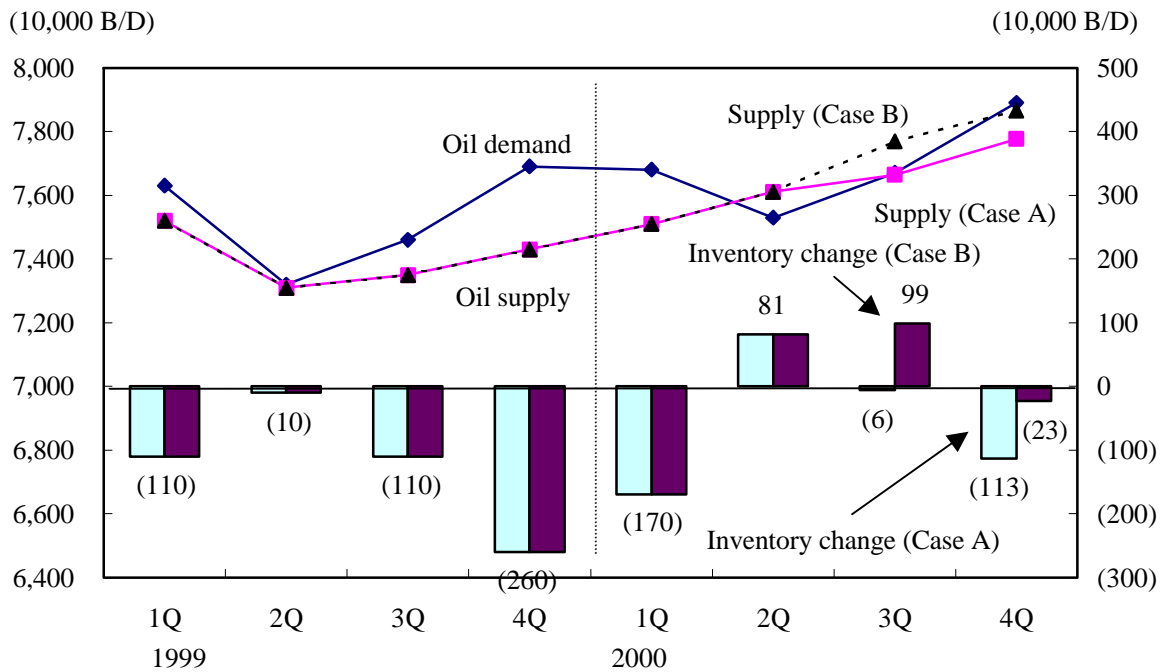 (10,000 B/D) (10,000 B/D)
8,000 500
7,800 400
7,600 300
7,400 200
7,200 100
7,000 0
6,800 (100)
6,600 (200)
6,400 (300)
Supply (Case B)
Oil demand
Supply (Case A)
Inventory change (Case B)
Oil supply
81 99
(10) (6) (23)
(110) (110) (113)
(170)
Inventory change (Case A)
(260)
1Q 2Q 3Q 4Q 1Q 2Q 3Q 4Q
1999 2000